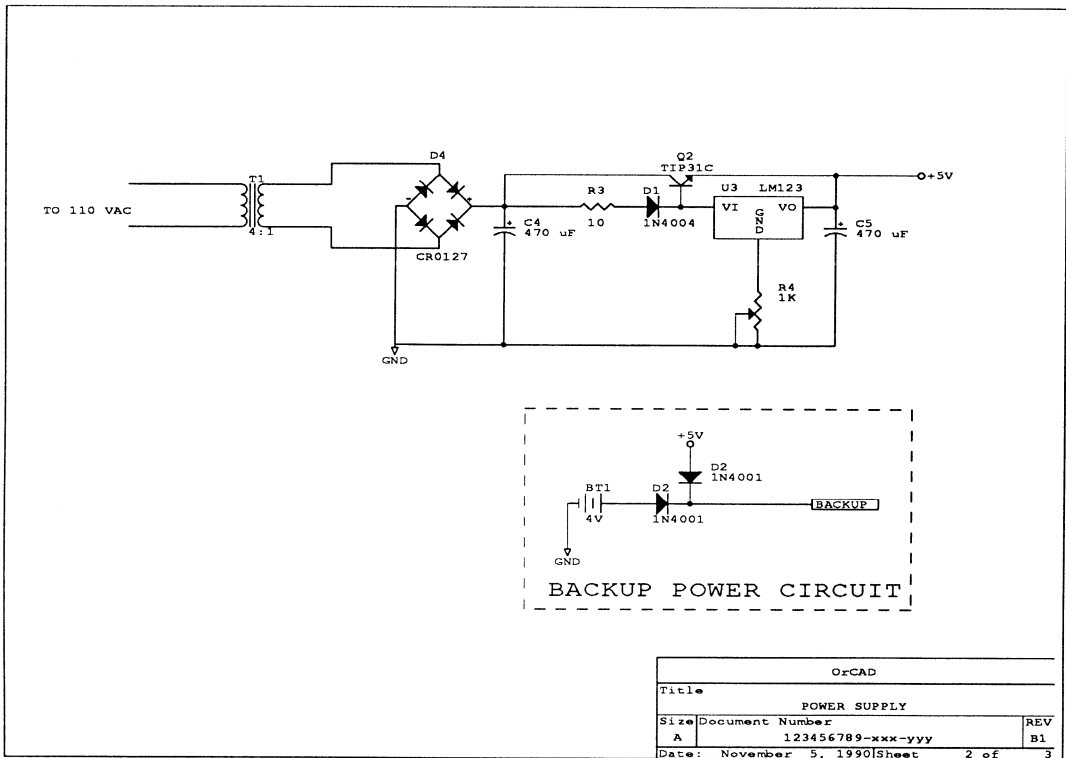 D4
Q2
TIP31C
T1
4:1
TO 110 VAC
-
+
CR0127
+
C4
470 uF
R3
10
D1
1N4004
U3 LM123
VI GND VO
+5V
+
C5
470 uF
R4
1K
GND
+5V
D2
1N4001
BT1
4V
D2
1N4001
BACKUP
GND
BACKUP POWER CIRCUIT
OrCAD
Title
POWER SUPPLY
Size Document Number REV
A 123456789-xxx-yyy B1
Date: November 5, 1990 Sheet 2 of 3